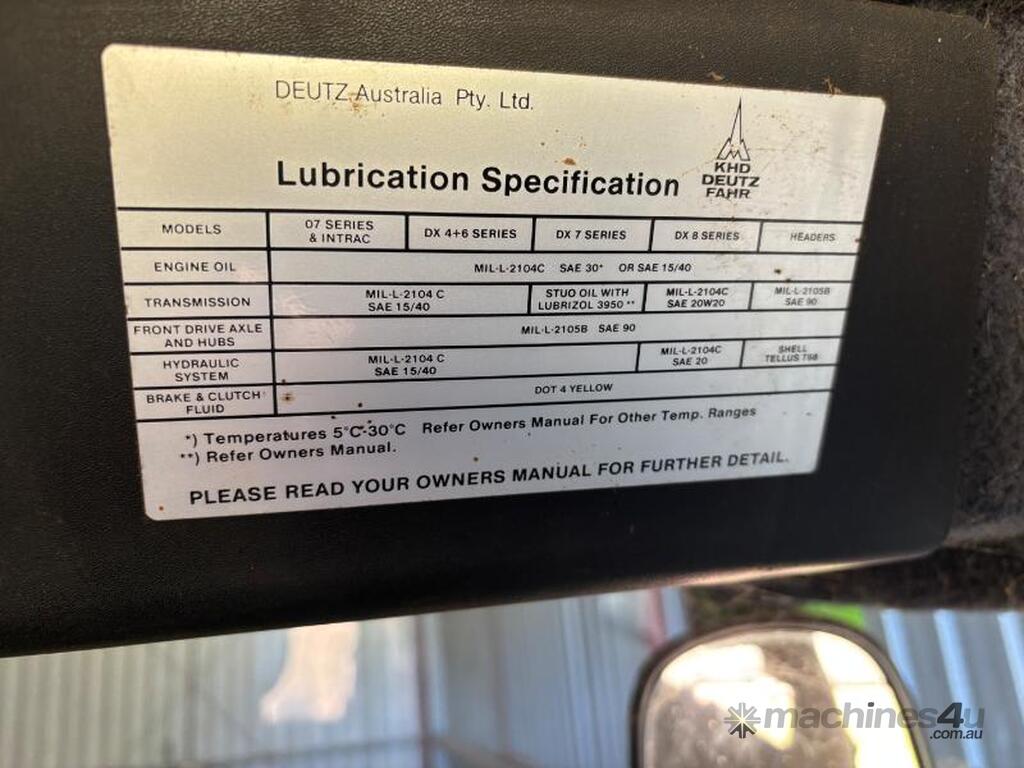 DEUTZ Australia Pty. Ltd.
KHD
DEUTZ
FAHR
Lubrication Specification
MODELS
07 SERIES
& INTRAC
DX 4+6 SERIES
DX 7 SERIES
DX 8 SERIES
HEADERS
ENGINE OIL
MIL-L-2104C SAE 30* OR SAE 15/40
TRANSMISSION
MIL-L-2104 C
SAE 15/40
STUO OIL WITH
LUBRIZOL 3950 **
MIL-L-2104C
SAE 20W20
MIL-L-2105B
SAE 90
FRONT DRIVE AXLE
AND HUBS
MIL-L-2105B SAE 90
HYDRAULIC
SYSTEM
MIL-L-2104 C
SAE 15/40
MIL-L-2104C
SAE 20
SHELL
TELLUS T68
BRAKE & CLUTCH
FLUID
DOT 4 YELLOW
*) Temperatures 5°C-30°C Refer Owners Manual For Other Temp. Ranges
**) Refer Owners Manual.
PLEASE READ YOUR OWNERS MANUAL FOR FURTHER DETAIL.
machines4u
.com.au